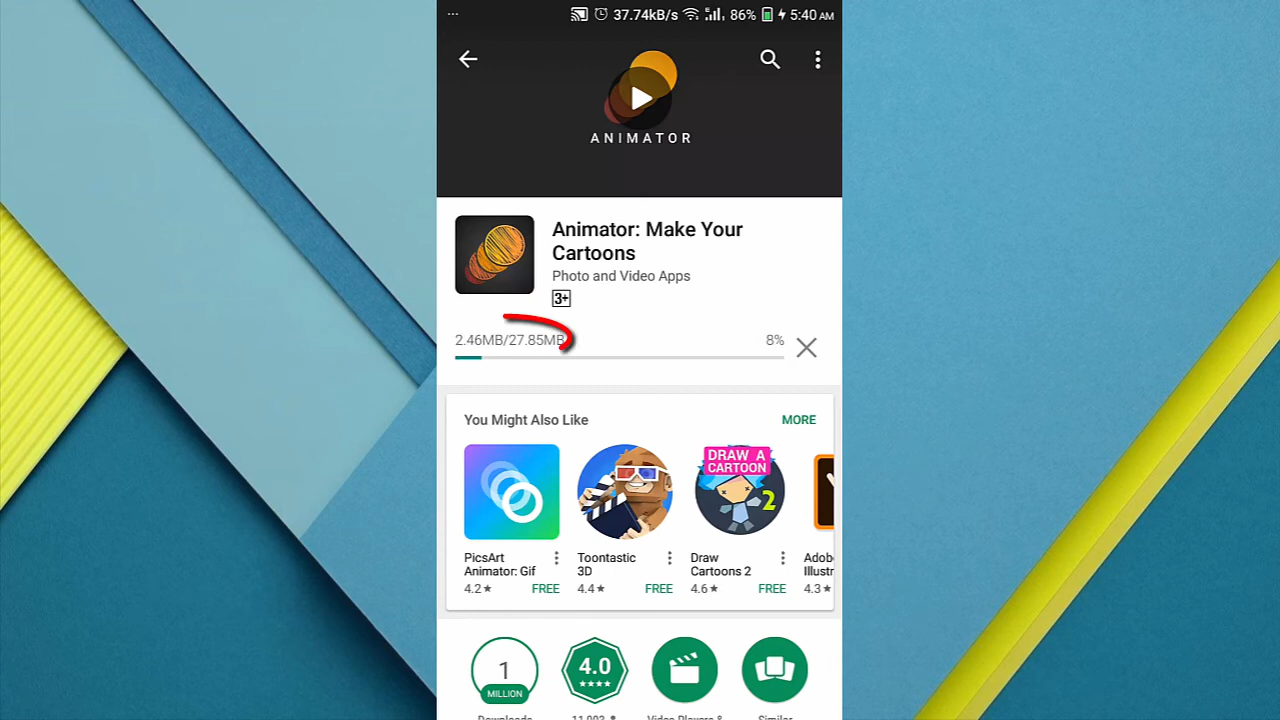 ... 37.74kB/s 86% 5:40 AM
ANIMATOR
Animator: Make Your
Cartoons
Photo and Video Apps
3+
2.46MB/27.85MB 8%
You Might Also Like MORE
DRAW A
CARTOON
2
PicsArt
Animator: Gif
4.2★ FREE
Toontastic
3D
4.4★ FREE
Draw
Cartoons 2
4.6★ FREE
Adob
Illustr
4.3★
1
MILLION
Downloads
4.0
★★★★
11,003
Video Players &
Similar